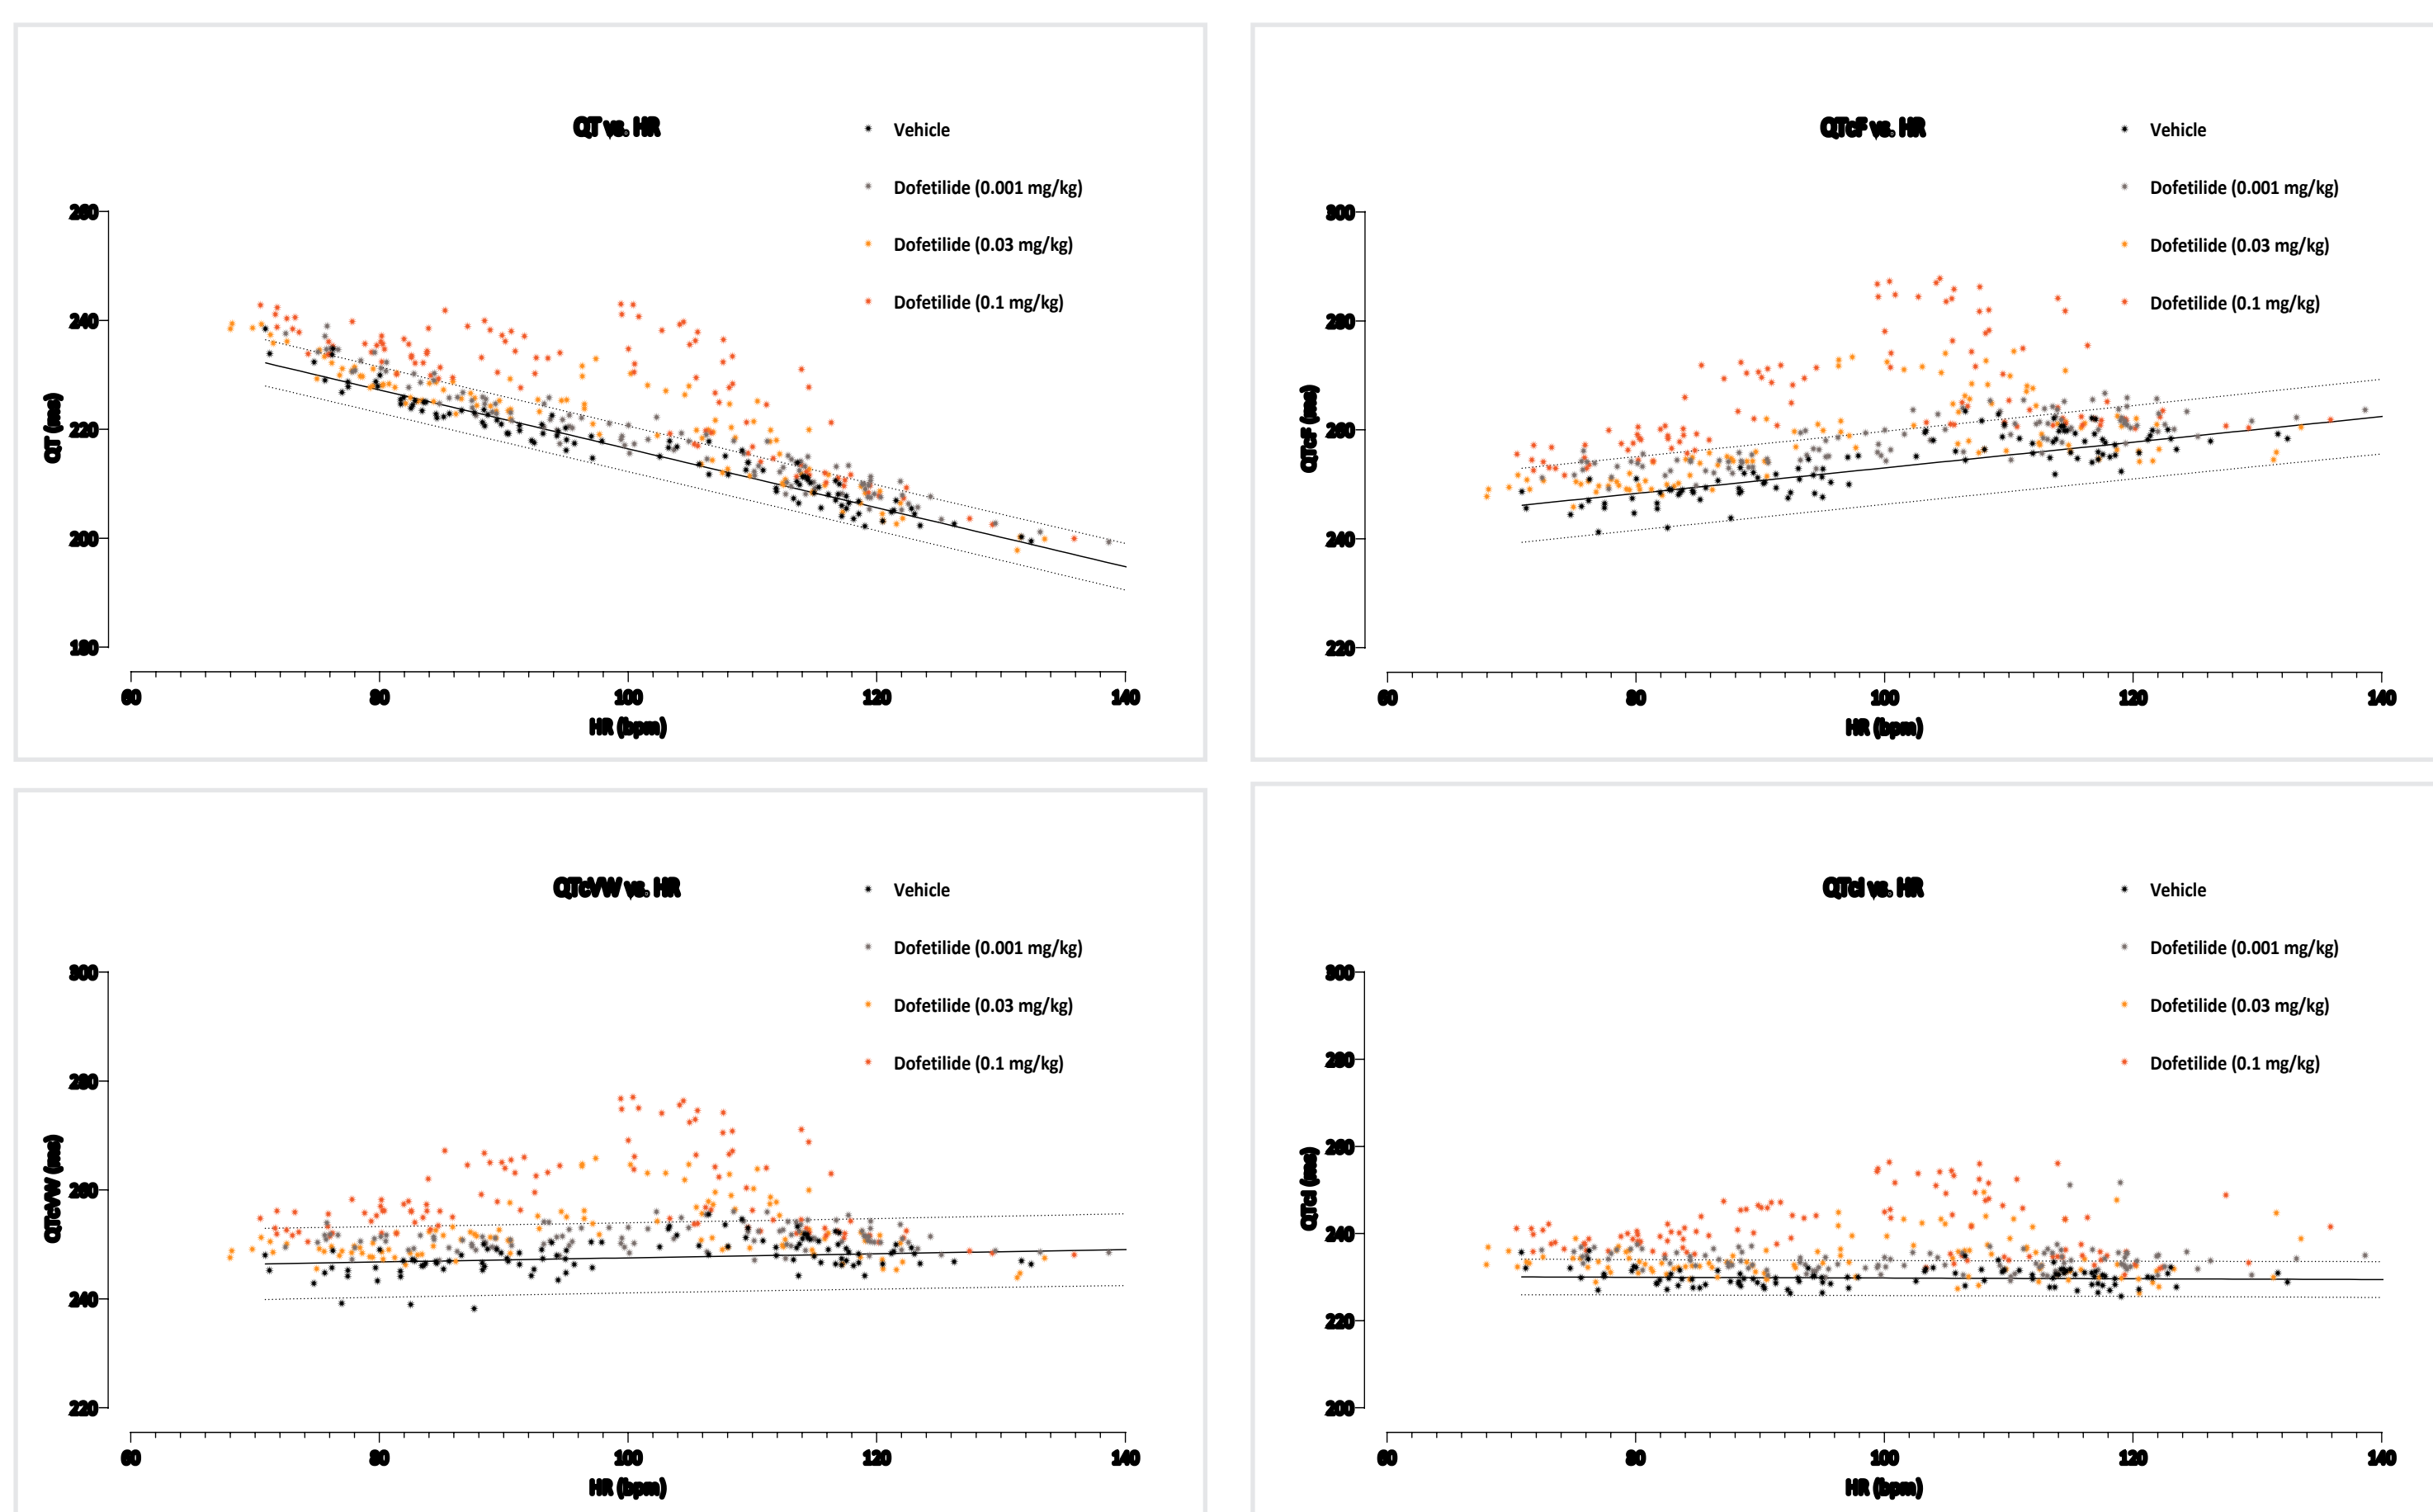 QT vs. HR
Vehicle
Dofetilide (0.001 mg/kg)
Dofetilide (0.03 mg/kg)
Dofetilide (0.1 mg/kg)
260
240
220
200
180
QT (ms)
60 80 100 120 140
HR (bpm)
QTcF vs. HR
Vehicle
Dofetilide (0.001 mg/kg)
Dofetilide (0.03 mg/kg)
Dofetilide (0.1 mg/kg)
300
280
260
240
220
QTcF (ms)
60 80 100 120 140
HR (bpm)
QTcVW vs. HR
Vehicle
Dofetilide (0.001 mg/kg)
Dofetilide (0.03 mg/kg)
Dofetilide (0.1 mg/kg)
300
280
260
240
220
QTcVW (ms)
60 80 100 120 140
HR (bpm)
QTcI vs. HR
Vehicle
Dofetilide (0.001 mg/kg)
Dofetilide (0.03 mg/kg)
Dofetilide (0.1 mg/kg)
300
280
260
240
220
200
QTcI (ms)
60 80 100 120 140
HR (bpm)